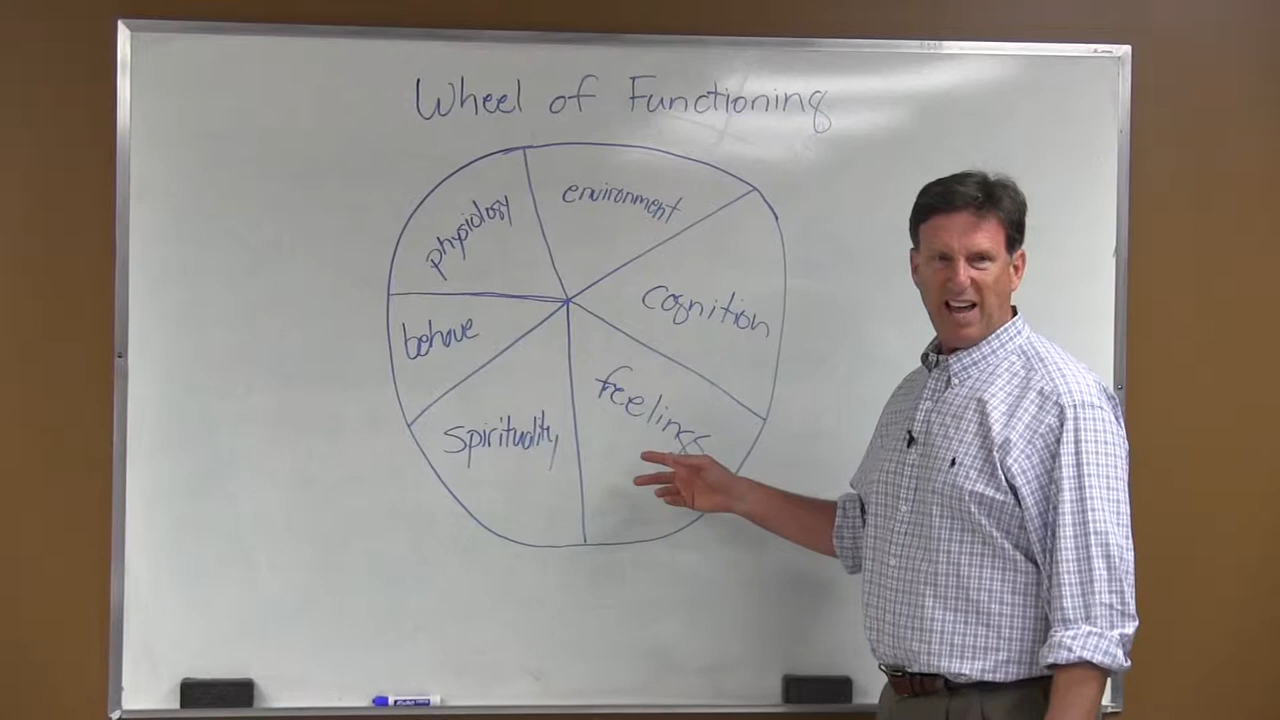 Wheel of Functioning
environment
physiology
cognition
behave
feelings
spirituality